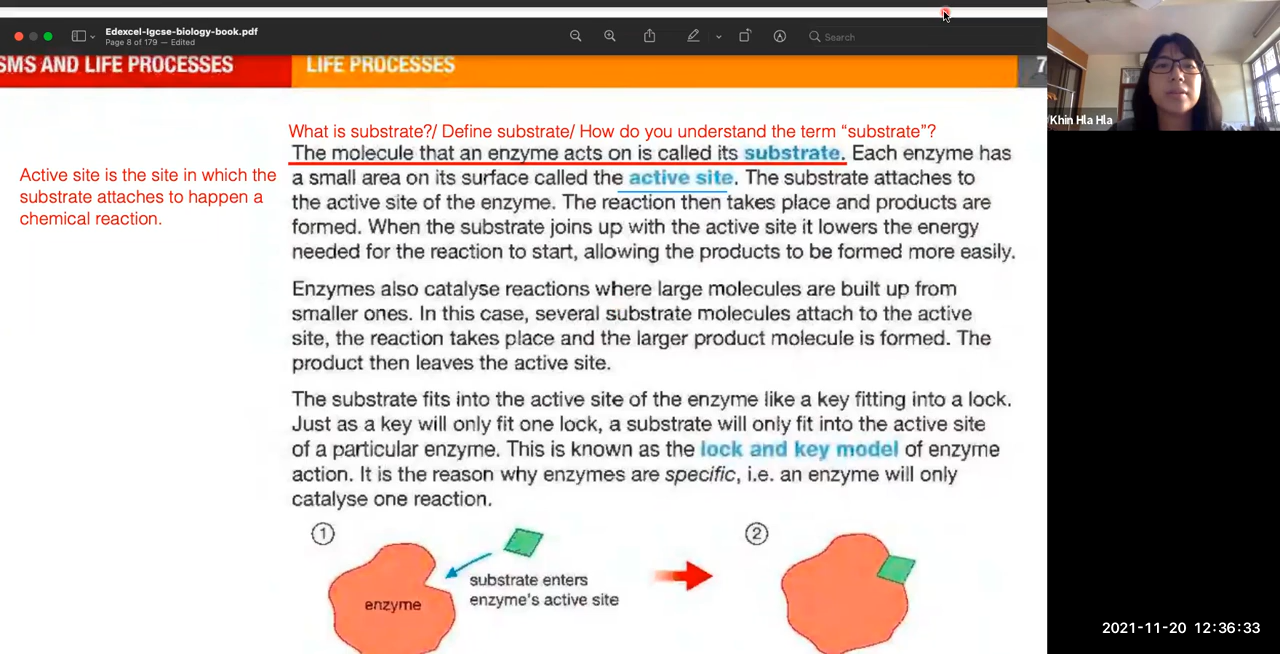 Edexcel-Igcse-biology-book.pdf
Page 8 of 179 — Edited
Search
SMS AND LIFE PROCESSES
LIFE PROCESSES
7
Khin Hla Hla
What is substrate?/ Define substrate/ How do you understand the term “substrate”?
The molecule that an enzyme acts on is called its substrate. Each enzyme has
a small area on its surface called the active site. The substrate attaches to
the active site of the enzyme. The reaction then takes place and products are
formed. When the substrate joins up with the active site it lowers the energy
needed for the reaction to start, allowing the products to be formed more easily.
Active site is the site in which the
substrate attaches to happen a
chemical reaction.
Enzymes also catalyse reactions where large molecules are built up from
smaller ones. In this case, several substrate molecules attach to the active
site, the reaction takes place and the larger product molecule is formed. The
product then leaves the active site.
The substrate fits into the active site of the enzyme like a key fitting into a lock.
Just as a key will only fit one lock, a substrate will only fit into the active site
of a particular enzyme. This is known as the lock and key model of enzyme
action. It is the reason why enzymes are specific, i.e. an enzyme will only
catalyse one reaction.
1
2
substrate enters
enzyme's active site
enzyme
2021-11-20 12:36:33